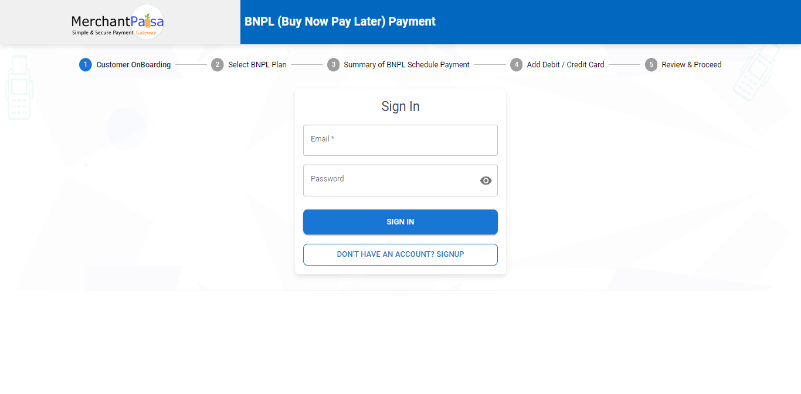 MerchantPaisa
Simple & Secure Payment Gateway
BNPL (Buy Now Pay Later) Payment
1 Customer OnBoarding
2 Select BNPL Plan
3 Summary of BNPL Schedule Payment
4 Add Debit / Credit Card
5 Review & Proceed
Sign In
Email *
Password
SIGN IN
DON'T HAVE AN ACCOUNT? SIGNUP